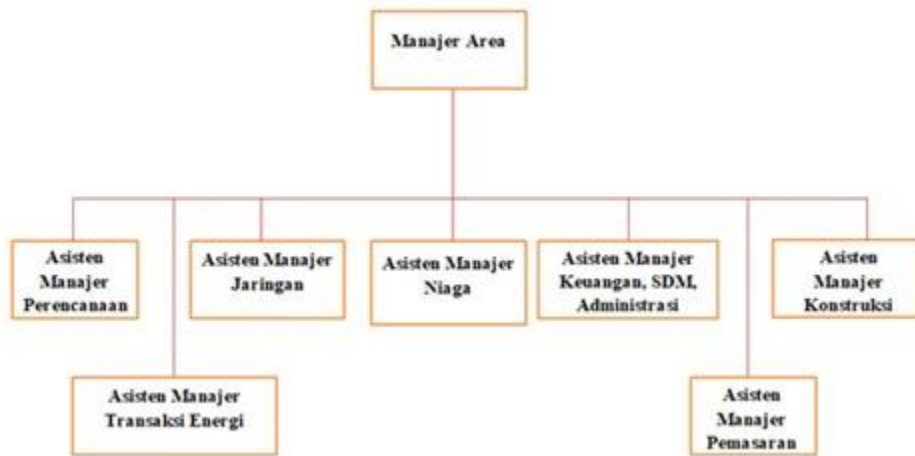 Manajer Area
Asisten
Manajer
Perencanaan
Asisten Manajer
Jaringan
Asisten Manajer
Niaga
Asisten Manajer
Keuangan, SDM,
Administrasi
Asisten
Manajer
Konstruksi
Asisten Manajer
Transaksi Energi
Asisten
Manajer
Pemasaran